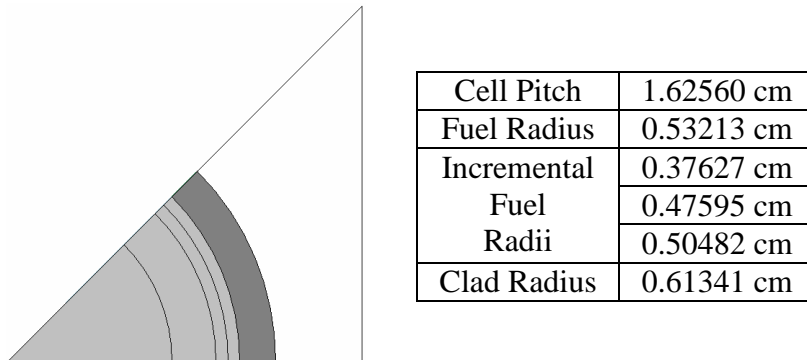 Cell Pitch 1.62560 cm
Fuel Radius 0.53213 cm
Incremental 0.37627 cm
Fuel 0.47595 cm
Radii 0.50482 cm
Clad Radius 0.61341 cm